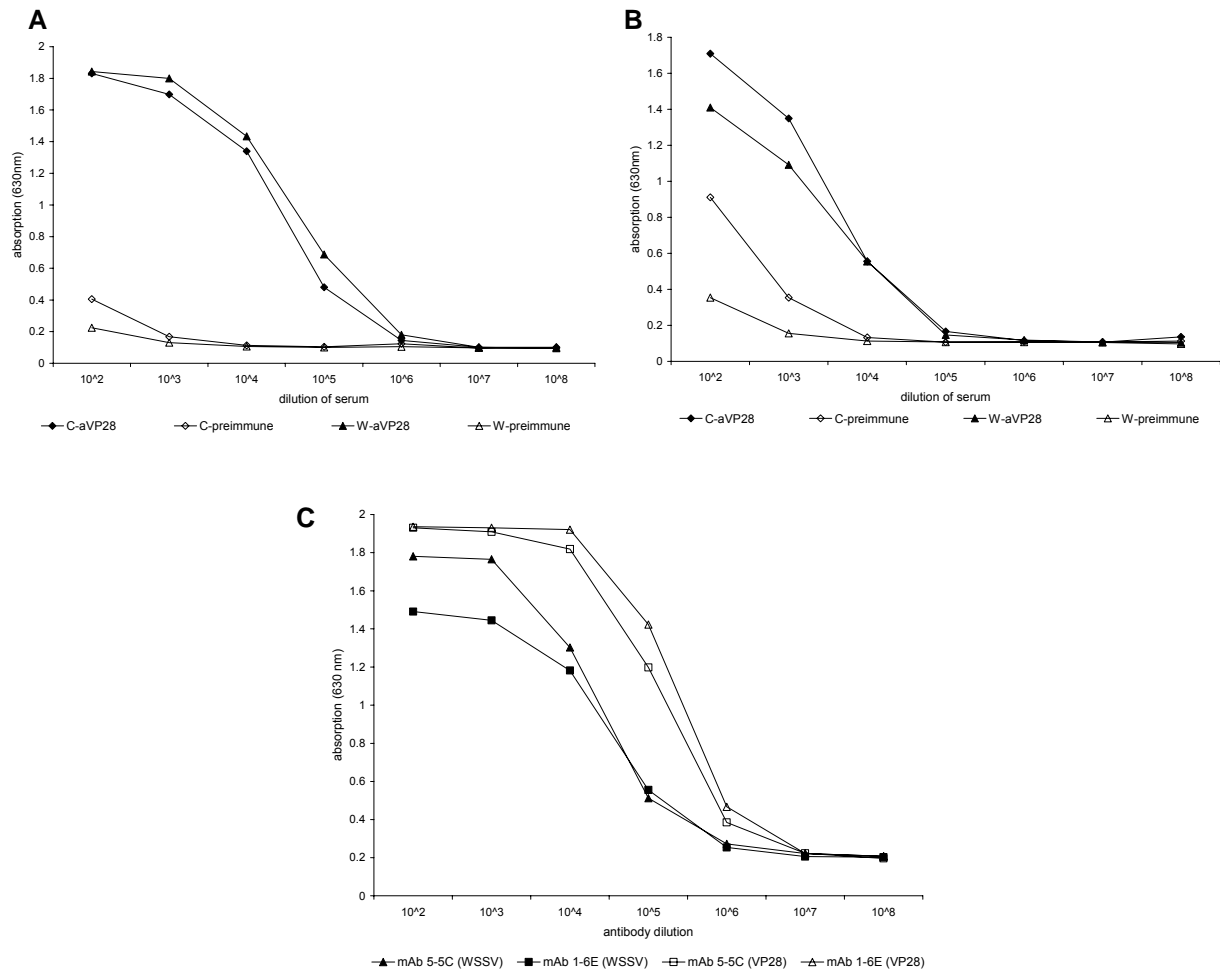 A
2
1.8
1.6
1.4
1.2
1
0.8
0.6
0.4
0.2
0
absorption (630nm)
10^2 10^3 10^4 10^5 10^6 10^7 10^8
dilution of serum
C-aVP28 C-preimmune W-aVP28 W-preimmune
B
1.8
1.6
1.4
1.2
1
0.8
0.6
0.4
0.2
0
absorption (630nm)
10^2 10^3 10^4 10^5 10^6 10^7 10^8
dilution of serum
C-aVP28 C-preimmune W-aVP28 W-preimmune
C
2
1.8
1.6
1.4
1.2
1
0.8
0.6
0.4
0.2
0
absorption (630 nm)
10^2 10^3 10^4 10^5 10^6 10^7 10^8
antibody dilution
mAb 5-5C (WSSV) mAb 1-6E (WSSV) mAb 5-5C (VP28) mAb 1-6E (VP28)